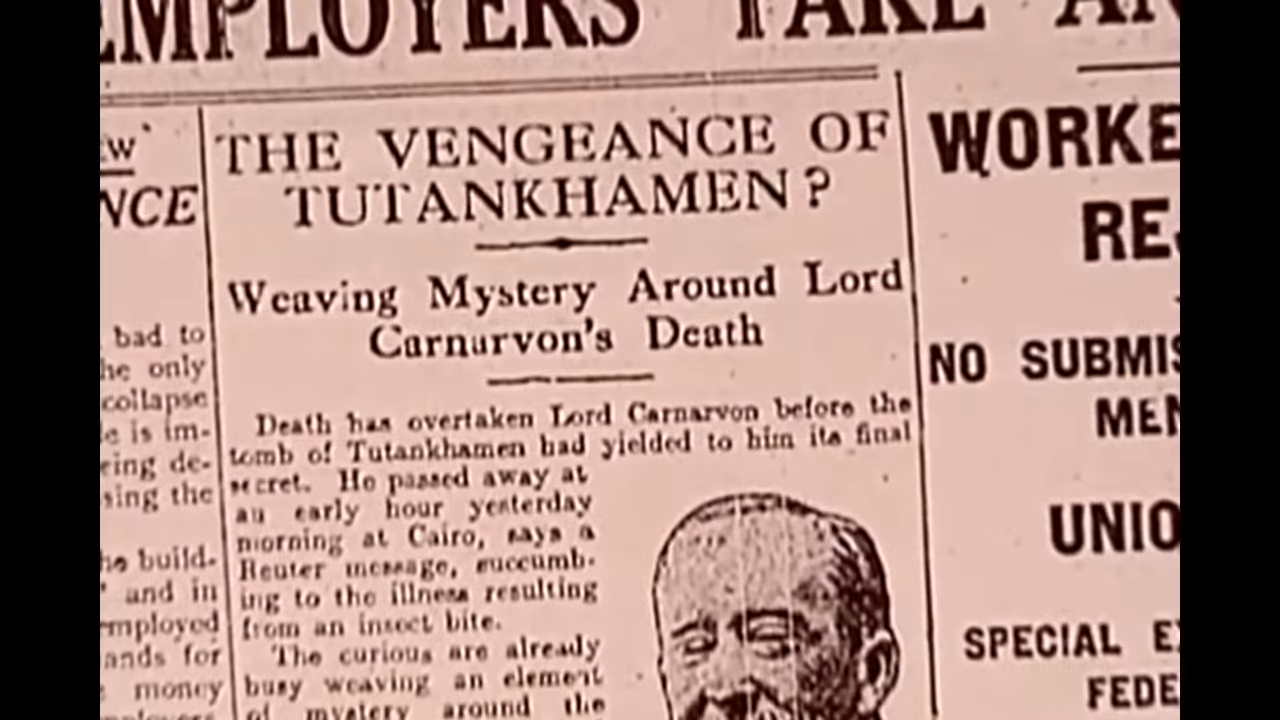 EMPLOYERS TAKE
THE VENGEANCE OF
TUTANKHAMEN?
Weaving Mystery Around Lord
Carnarvon's Death
Death has overtaken Lord Carnarvon before the
tomb of Tutankhamen had yielded to him its final
secret. He passed away at
an early hour yesterday
morning at Cairo, says a
Reuter message, succumb-
ing to the illness resulting
from an insect bite.
The curious are already
busy weaving an element
of mystery around the
NCE
bad to
only
collapse
is im-
de-
the
build-
and in
for
money
WORKE
RE
NO SUBMIS
MEN
UNIO
SPECIAL E
FEDE